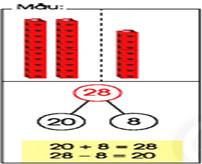 Mẫu:
28
20 8
20 + 8 = 28
28 - 8 = 20